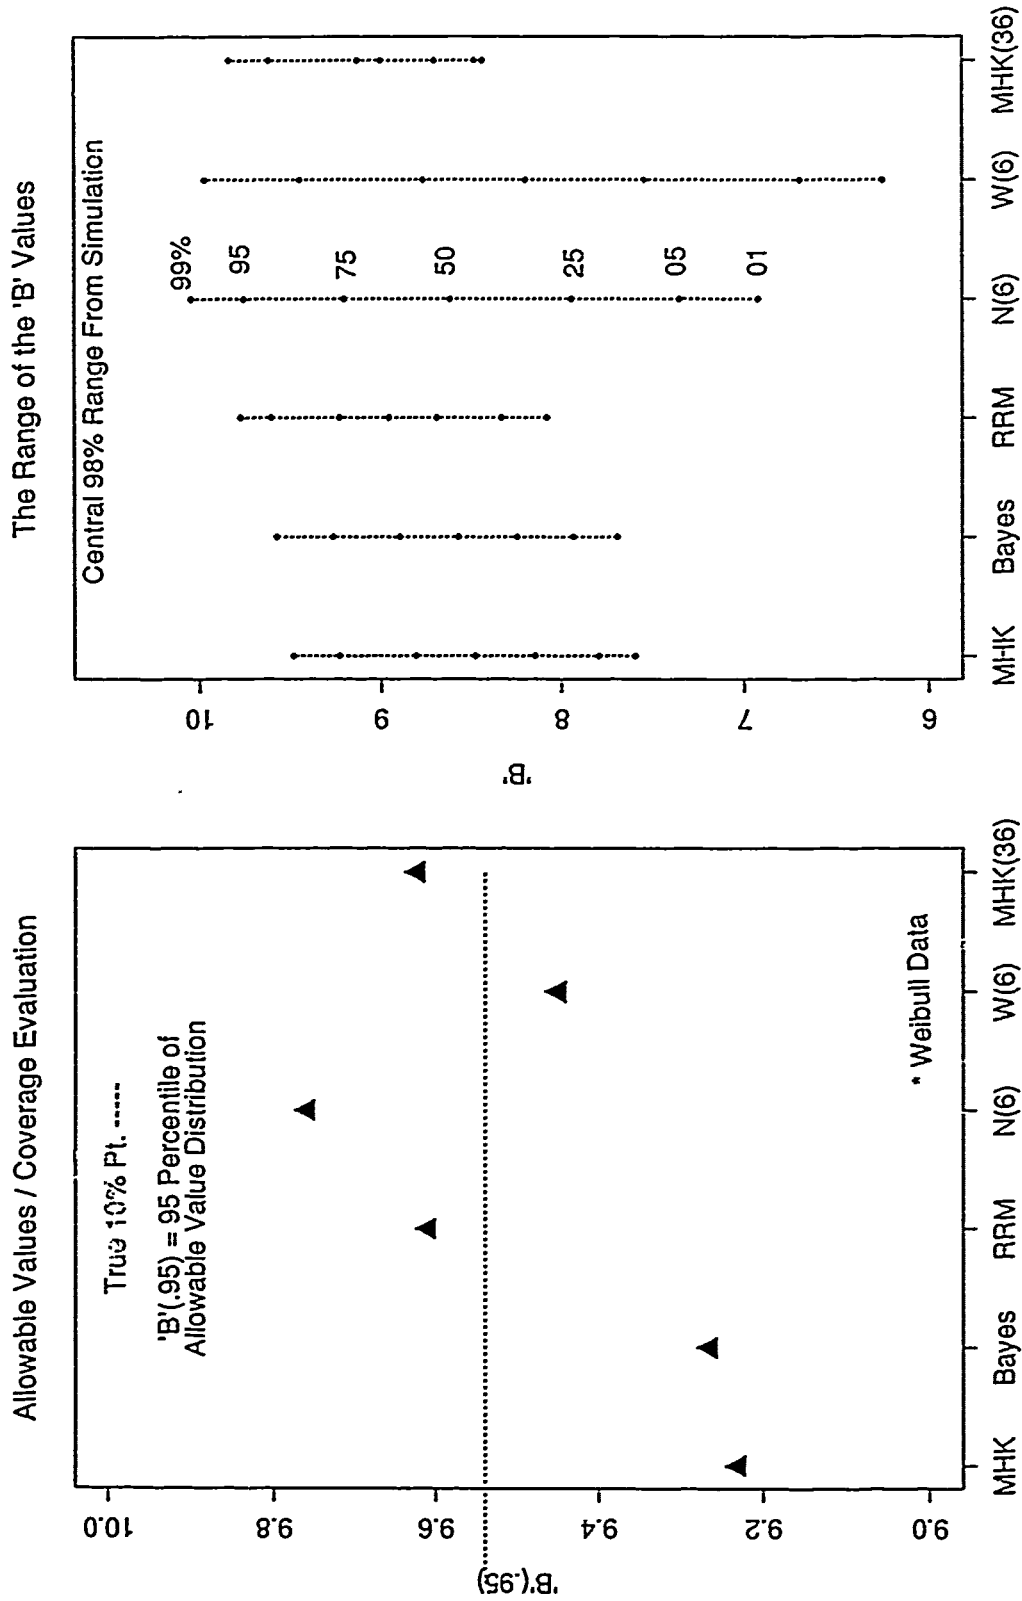 Allowable Values / Coverage Evaluation
True 10% Pt. -----
'B'(.95) = 95 Percentile of
Allowable Value Distribution
* Weibull Data
'B'(.95)
10.0
9.8
9.6
9.4
9.2
9.0
MHK
Bayes
RRM
N(6)
W(6)
MHK(36)
The Range of the 'B' Values
Central 98% Range From Simulation
99%
95
75
50
25
05
01
'B'
10
9
8
7
6
MHK
Bayes
RRM
N(6)
W(6)
MHK(36)